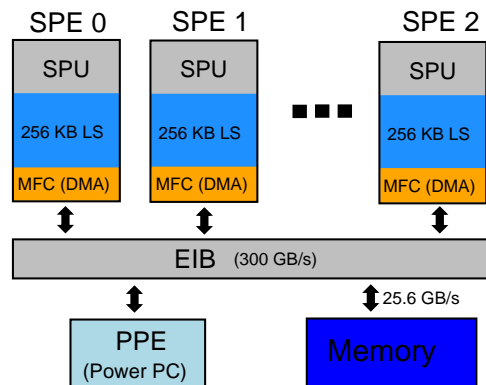 SPE 0
SPE 1
SPE 2
SPU
SPU
SPU
256 KB LS
256 KB LS
256 KB LS
MFC (DMA)
MFC (DMA)
MFC (DMA)
EIB (300 GB/s)
25.6 GB/s
PPE
(Power PC)
Memory